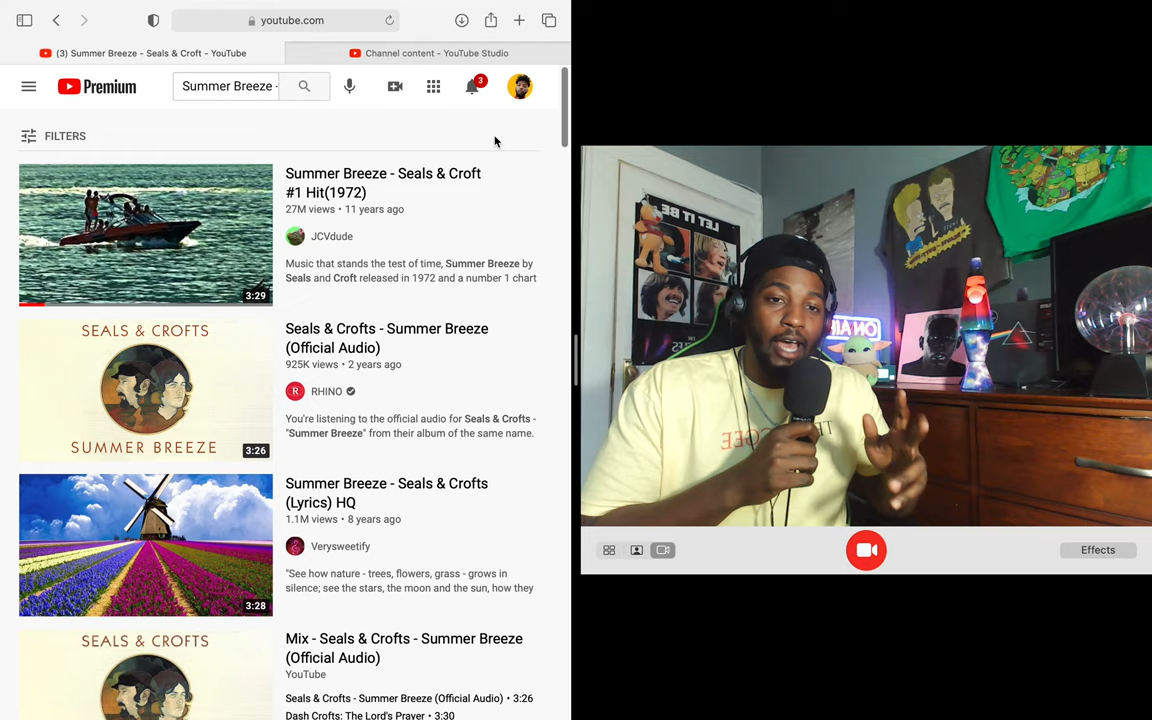 youtube.com
(3) Summer Breeze - Seals & Croft - YouTube
Channel content - YouTube Studio
Premium
Summer Breeze -
3
FILTERS
3:29
Summer Breeze - Seals & Croft
#1 Hit(1972)
27M views • 11 years ago
JCVdude
Music that stands the test of time, Summer Breeze by
Seals and Croft released in 1972 and a number 1 chart
SEALS & CROFTS
SUMMER BREEZE
3:26
Seals & Crofts - Summer Breeze
(Official Audio)
925K views • 2 years ago
R
RHINO
You're listening to the official audio for Seals & Crofts -
"Summer Breeze" from their album of the same name.
3:28
Summer Breeze - Seals & Crofts
(Lyrics) HQ
1.1M views • 8 years ago
Verysweetify
"See how nature - trees, flowers, grass - grows in
silence; see the stars, the moon and the sun, how they
SEALS & CROFTS
Mix - Seals & Crofts - Summer Breeze
(Official Audio)
YouTube
Seals & Crofts - Summer Breeze (Official Audio) • 3:26
Dash Crofts: The Lord's Prayer • 3:30
LET IT BE
ON AIR
Effects